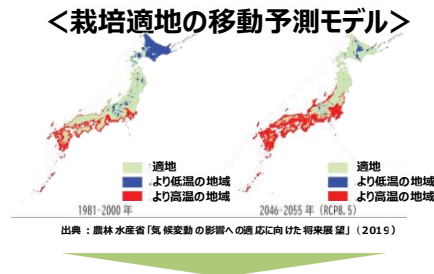 ＜栽培適地の移動予測モデル＞
適地
より低温の地域
より高温の地域
1981-2000 年
適地
より低温の地域
より高温の地域
2046-2055 年 (RCP8.5)
出典：農林水産省「気候変動の影響への適応に向けた将来展望」（2019）